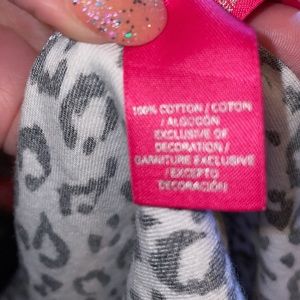 100% COTTON / COTON
/ ALGODÓN
EXCLUSIVE OF
DECORATION /
GARNITURE EXCLUSIVE
/ EXCEPTO
DECORACIÓN